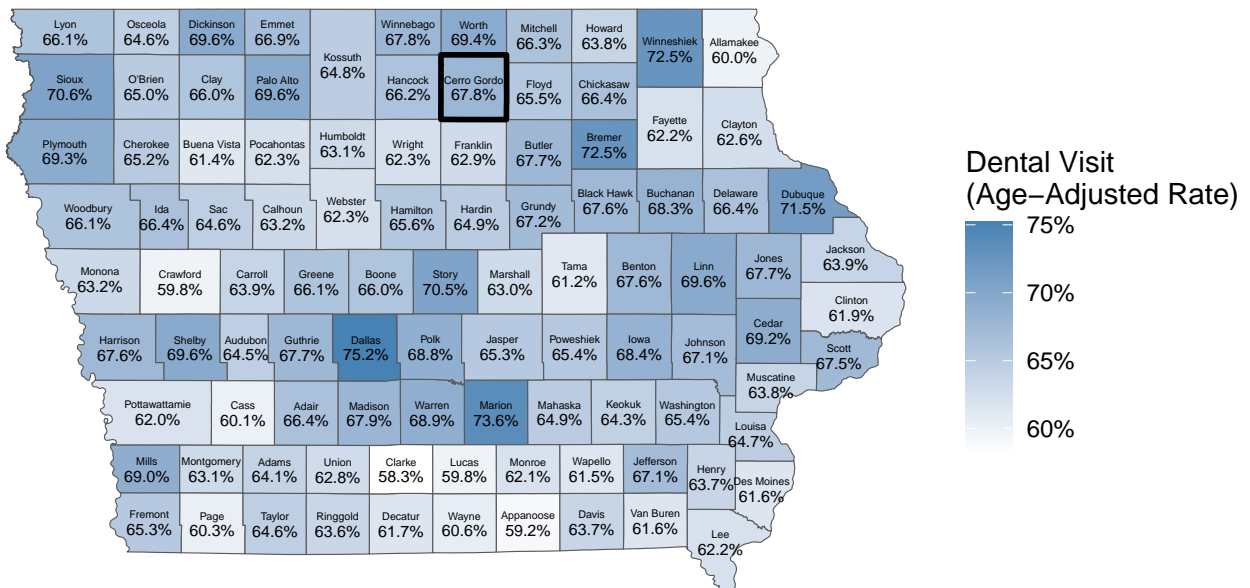 Lyon
66.1%
Osceola
64.6%
Dickinson
69.6%
Emmet
66.9%
Winnebago
67.8%
Worth
69.4%
Mitchell
66.3%
Howard
63.8%
Winneshiek
72.5%
Allamakee
60.0%
Kossuth
64.8%
Sioux
70.6%
O'Brien
65.0%
Clay
66.0%
Palo Alto
69.6%
Hancock
66.2%
Cerro Gordo
67.8%
Floyd
65.5%
Chickasaw
66.4%
Fayette
62.2%
Clayton
62.6%
Plymouth
69.3%
Cherokee
65.2%
Buena Vista
61.4%
Pocahontas
62.3%
Humboldt
63.1%
Wright
62.3%
Franklin
62.9%
Butler
67.7%
Bremer
72.5%
Woodbury
66.1%
Ida
66.4%
Sac
64.6%
Calhoun
63.2%
Webster
62.3%
Hamilton
65.6%
Hardin
64.9%
Grundy
67.2%
Black Hawk
67.6%
Buchanan
68.3%
Delaware
66.4%
Dubuque
71.5%
Monona
63.2%
Crawford
59.8%
Carroll
63.9%
Greene
66.1%
Boone
66.0%
Story
70.5%
Marshall
63.0%
Tama
61.2%
Benton
67.6%
Linn
69.6%
Jones
67.7%
Jackson
63.9%
Clinton
61.9%
Harrison
67.6%
Shelby
69.6%
Audubon
64.5%
Guthrie
67.7%
Dallas
75.2%
Polk
68.8%
Jasper
65.3%
Poweshiek
65.4%
Iowa
68.4%
Johnson
67.1%
Cedar
69.2%
Scott
67.5%
Muscatine
63.8%
Pottawattamie
62.0%
Cass
60.1%
Adair
66.4%
Madison
67.9%
Warren
68.9%
Marion
73.6%
Mahaska
64.9%
Keokuk
64.3%
Washington
65.4%
Louisa
64.7%
Mills
69.0%
Montgomery
63.1%
Adams
64.1%
Union
62.8%
Clarke
58.3%
Lucas
59.8%
Monroe
62.1%
Wapello
61.5%
Jefferson
67.1%
Henry
63.7%
Des Moines
61.6%
Fremont
65.3%
Page
60.3%
Taylor
64.6%
Ringgold
63.6%
Decatur
61.7%
Wayne
60.6%
Appanoose
59.2%
Davis
63.7%
Van Buren
61.6%
Lee
62.2%
Dental Visit
(Age−Adjusted Rate)
75%
70%
65%
60%